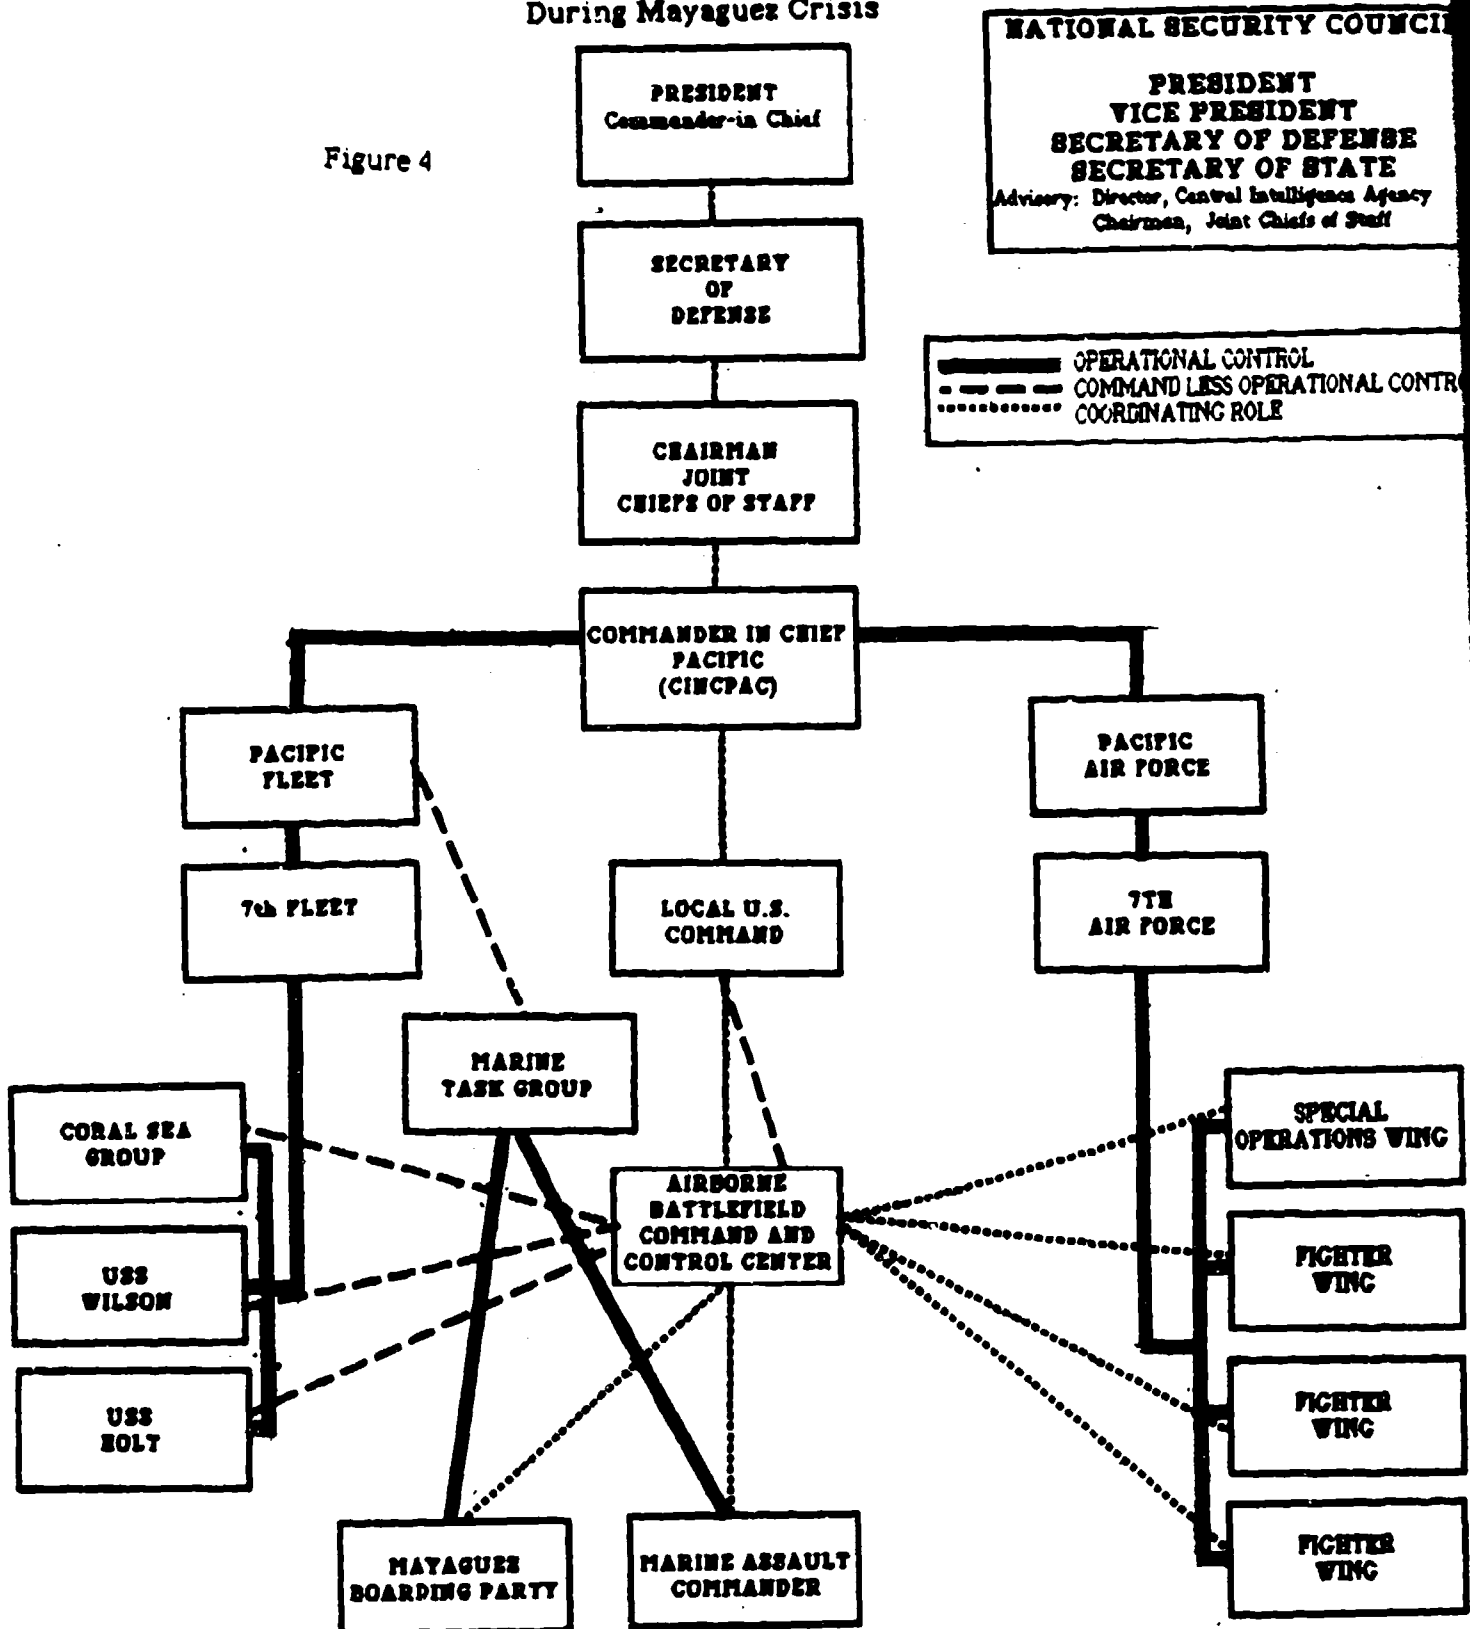 During Mayaguez Crisis
Figure 4
PRESIDENT
Commander-in Chief
NATIONAL SECURITY COUNCI
PRESIDENT
VICE PRESIDENT
SECRETARY OF DEFENSE
SECRETARY OF STATE
Advisory: Director, Central Intelligence Agency
Chairman, Joint Chiefs of Staff
SECRETARY
OF
DEFENSE
OPERATIONAL CONTROL
COMMAND LESS OPERATIONAL CONTRO
COORDINATING ROLE
CHAIRMAN
JOINT
CHIEFS OF STAFF
COMMANDER IN CHIEF
PACIFIC
(CINCPAC)
PACIFIC
FLEET
PACIFIC
AIR FORCE
7th FLEET
LOCAL U.S.
COMMAND
7TH
AIR FORCE
MARINE
TASK GROUP
CORAL SEA
GROUP
SPECIAL
OPERATIONS WING
AIRBORNE
BATTLEFIELD
COMMAND AND
CONTROL CENTER
USS
WILSON
FIGHTER
WING
USS
HOLT
FIGHTER
WING
MAYAGUEZ
BOARDING PARTY
MARINE ASSAULT
COMMANDER
FIGHTER
WING